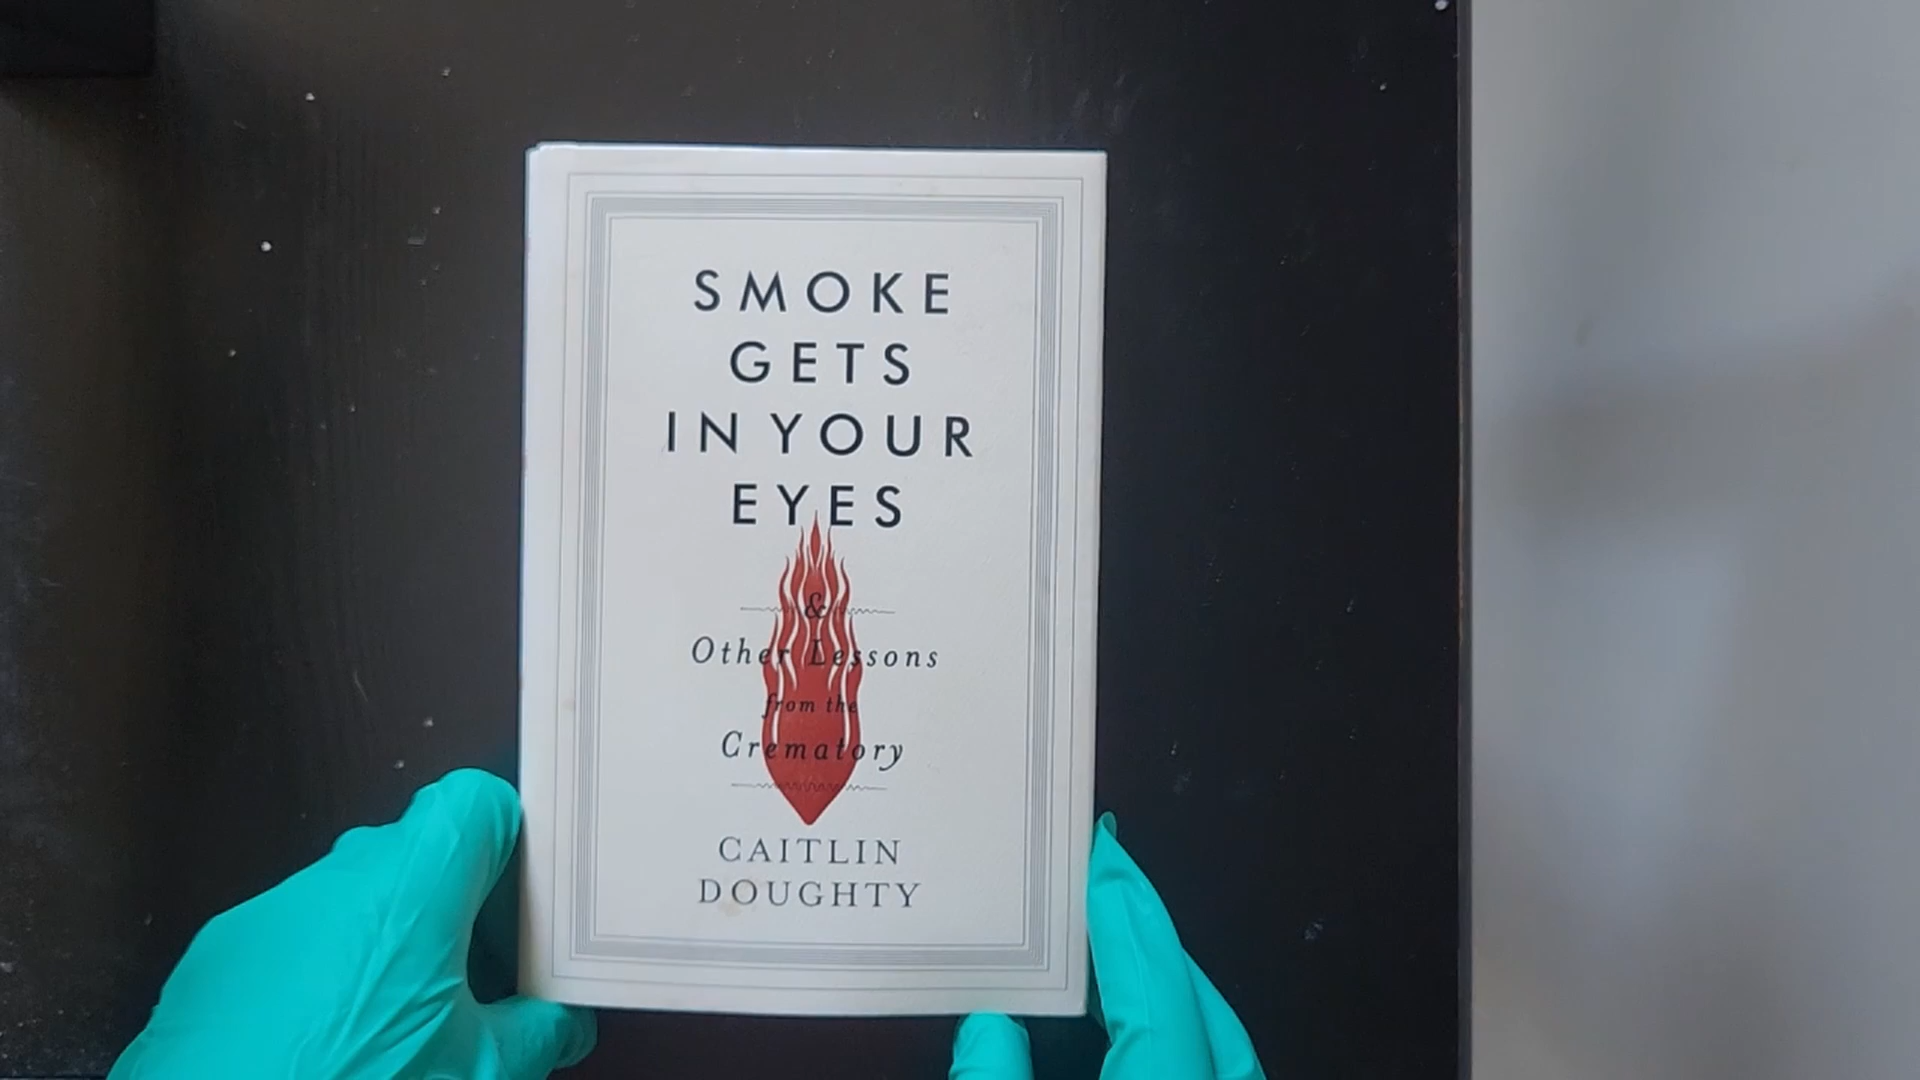 SMOKE
GETS
IN YOUR
EYES
&
Other Lessons
from the
Crematory
CAITLIN
DOUGHTY